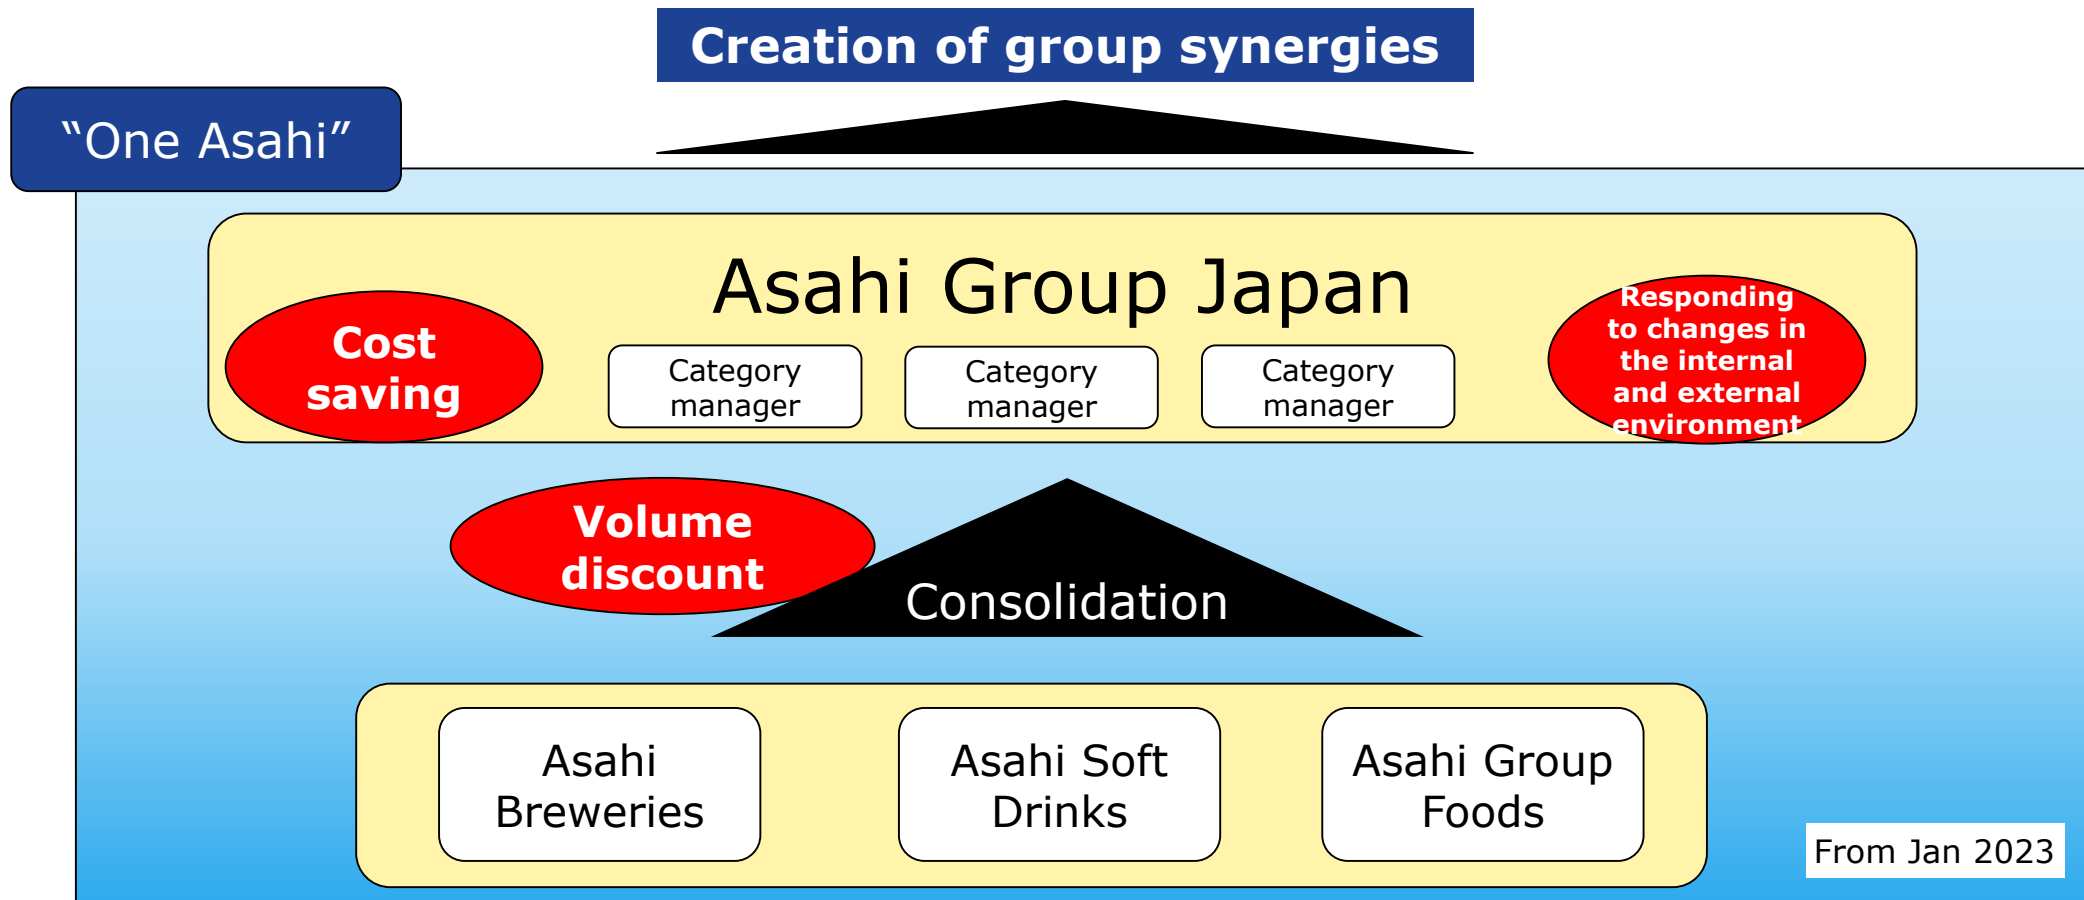 Creation of group synergies
“One Asahi”
Asahi Group Japan
Cost
saving
Category
manager
Category
manager
Category
manager
Responding
to changes in
the internal
and external
environment
Volume
discount
Consolidation
Asahi
Breweries
Asahi Soft
Drinks
Asahi Group
Foods
From Jan 2023